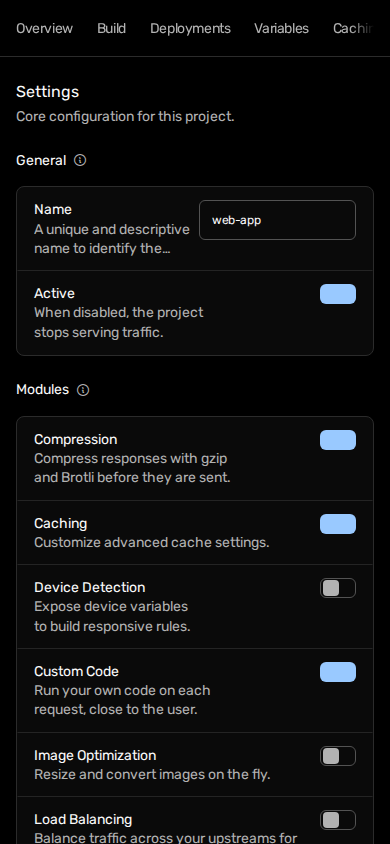 Overview Build Deployments Variables Cachin
Settings
Core configuration for this project.
General
Name
A unique and descriptive
name to identify the…
web-app
Active
When disabled, the project
stops serving traffic.
Modules
Compression
Compress responses with gzip
and Brotli before they are sent.
Caching
Customize advanced cache settings.
Device Detection
Expose device variables
to build responsive rules.
Custom Code
Run your own code on each
request, close to the user.
Image Optimization
Resize and convert images on the fly.
Load Balancing
Balance traffic across your upstreams for